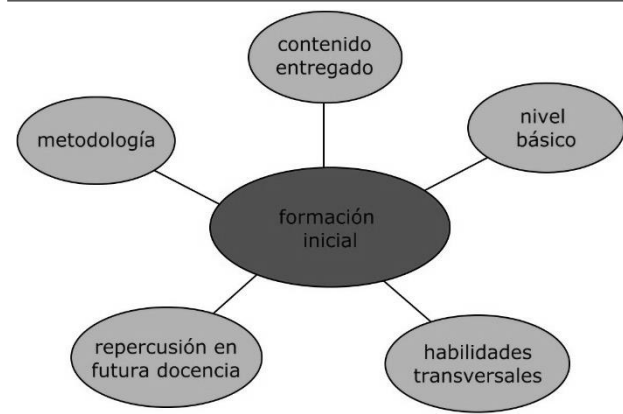 contenido
entregado
metodología
nivel
básico
formación
inicial
repercusión en
futura docencia
habilidades
transversales